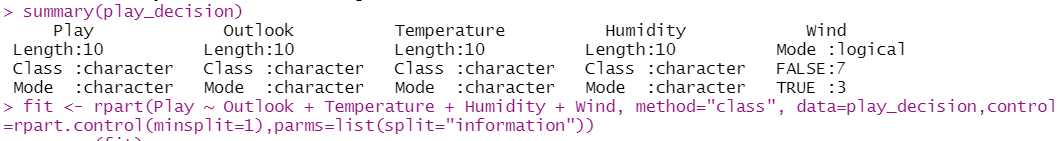 > summary(play_decision)
Play Outlook Temperature Humidity Wind
Length:10 Length:10 Length:10 Length:10 Mode :logical
Class :character Class :character Class :character Class :character FALSE:7
Mode :character Mode :character Mode :character Mode :character TRUE :3
> fit <- rpart(Play ~ Outlook + Temperature + Humidity + Wind, method="class", data=play_decision,control
=rpart.control(minsplit=1),parms=list(split="information"))